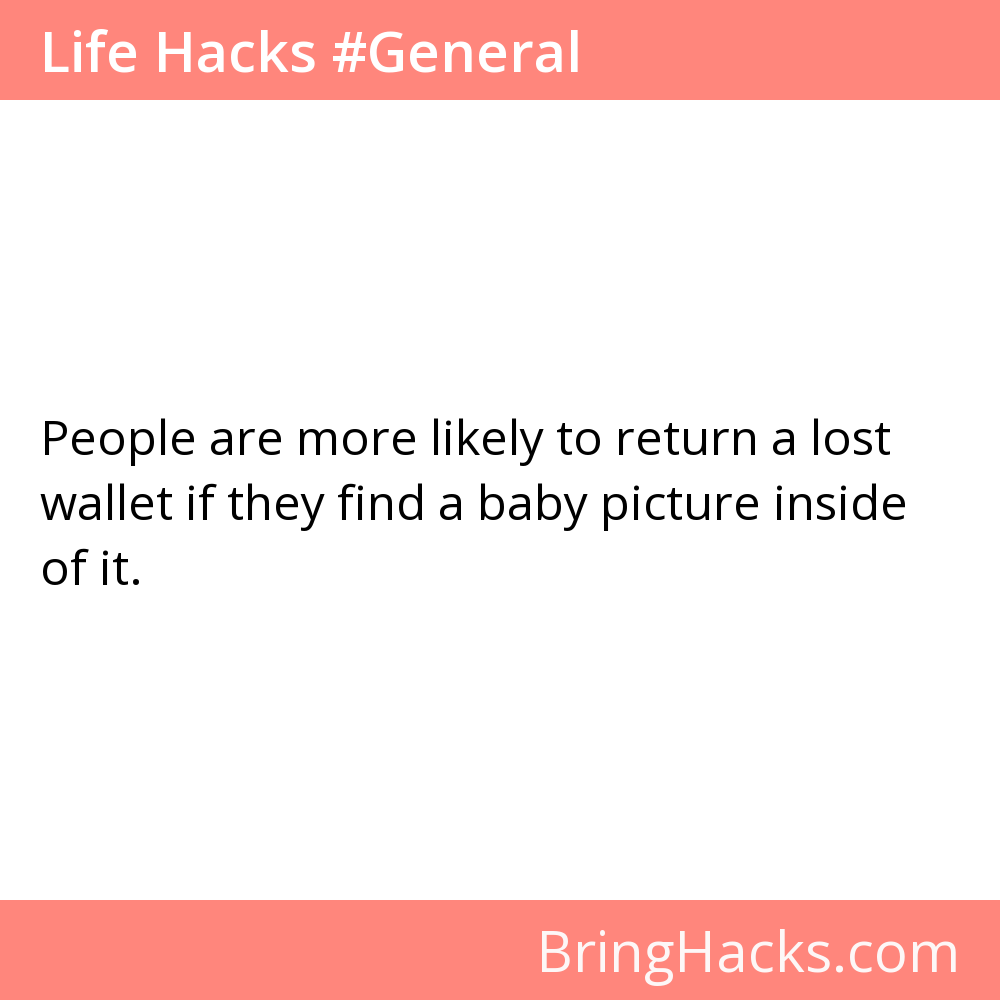 Life Hacks #General
People are more likely to return a lost
wallet if they find a baby picture inside
of it.
BringHacks.com